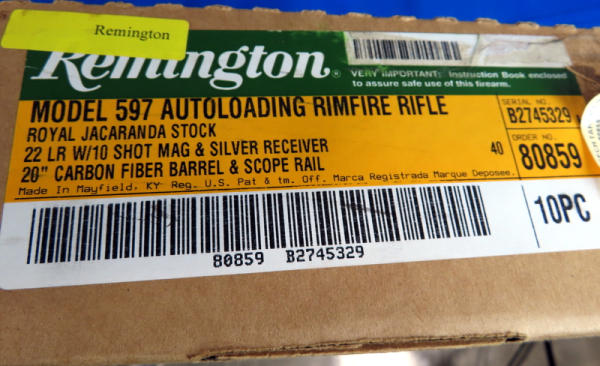 Remington
Remington®
VERY IMPORTANT: Instruction Book enclosed
to assure safe use of this firearm.
MODEL 597 AUTOLOADING RIMFIRE RIFLE
ROYAL JACARANDA STOCK
22 LR W/10 SHOT MAG & SILVER RECEIVER 40
20" CARBON FIBER BARREL & SCOPE RAIL
Made In Mayfield, KY Reg. U.S. Pat & tm. Off. Marca Registrada Marque Deposee.
SERIAL NO.
B2745329
ORDER NO.
80859
10PC
80859 B2745329